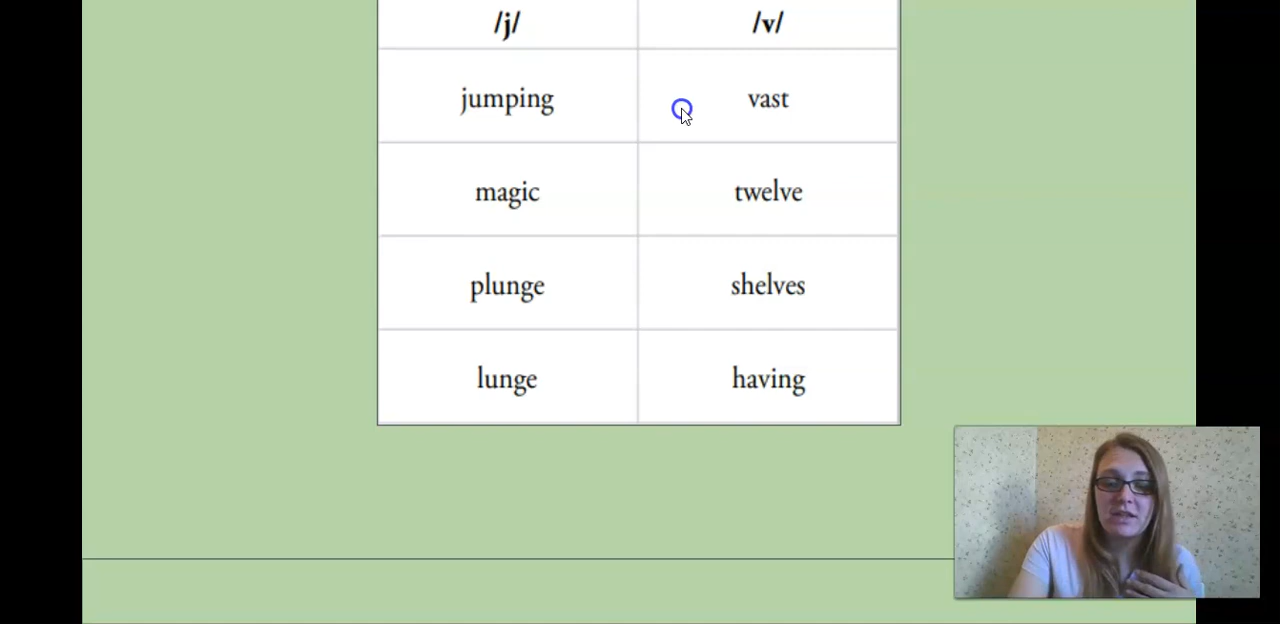 /j/ /v/
jumping vast
magic twelve
plunge shelves
lunge having